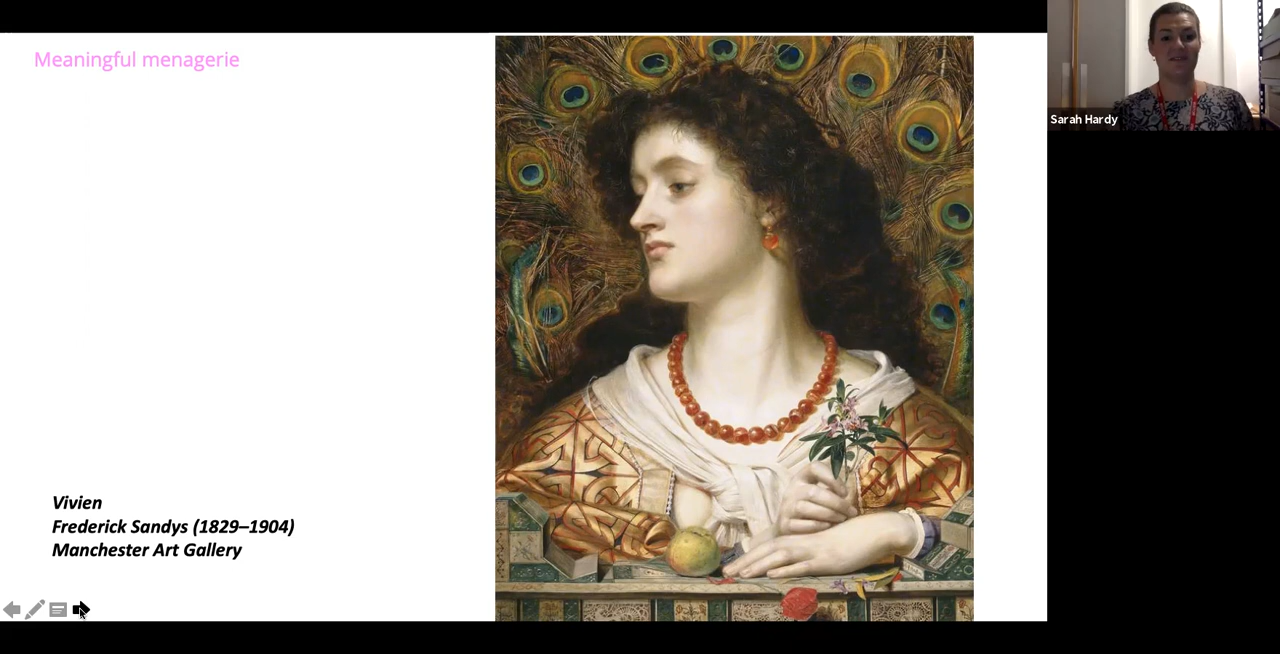 Meaningful menagerie
Sarah Hardy
Vivien
Frederick Sandys (1829–1904)
Manchester Art Gallery